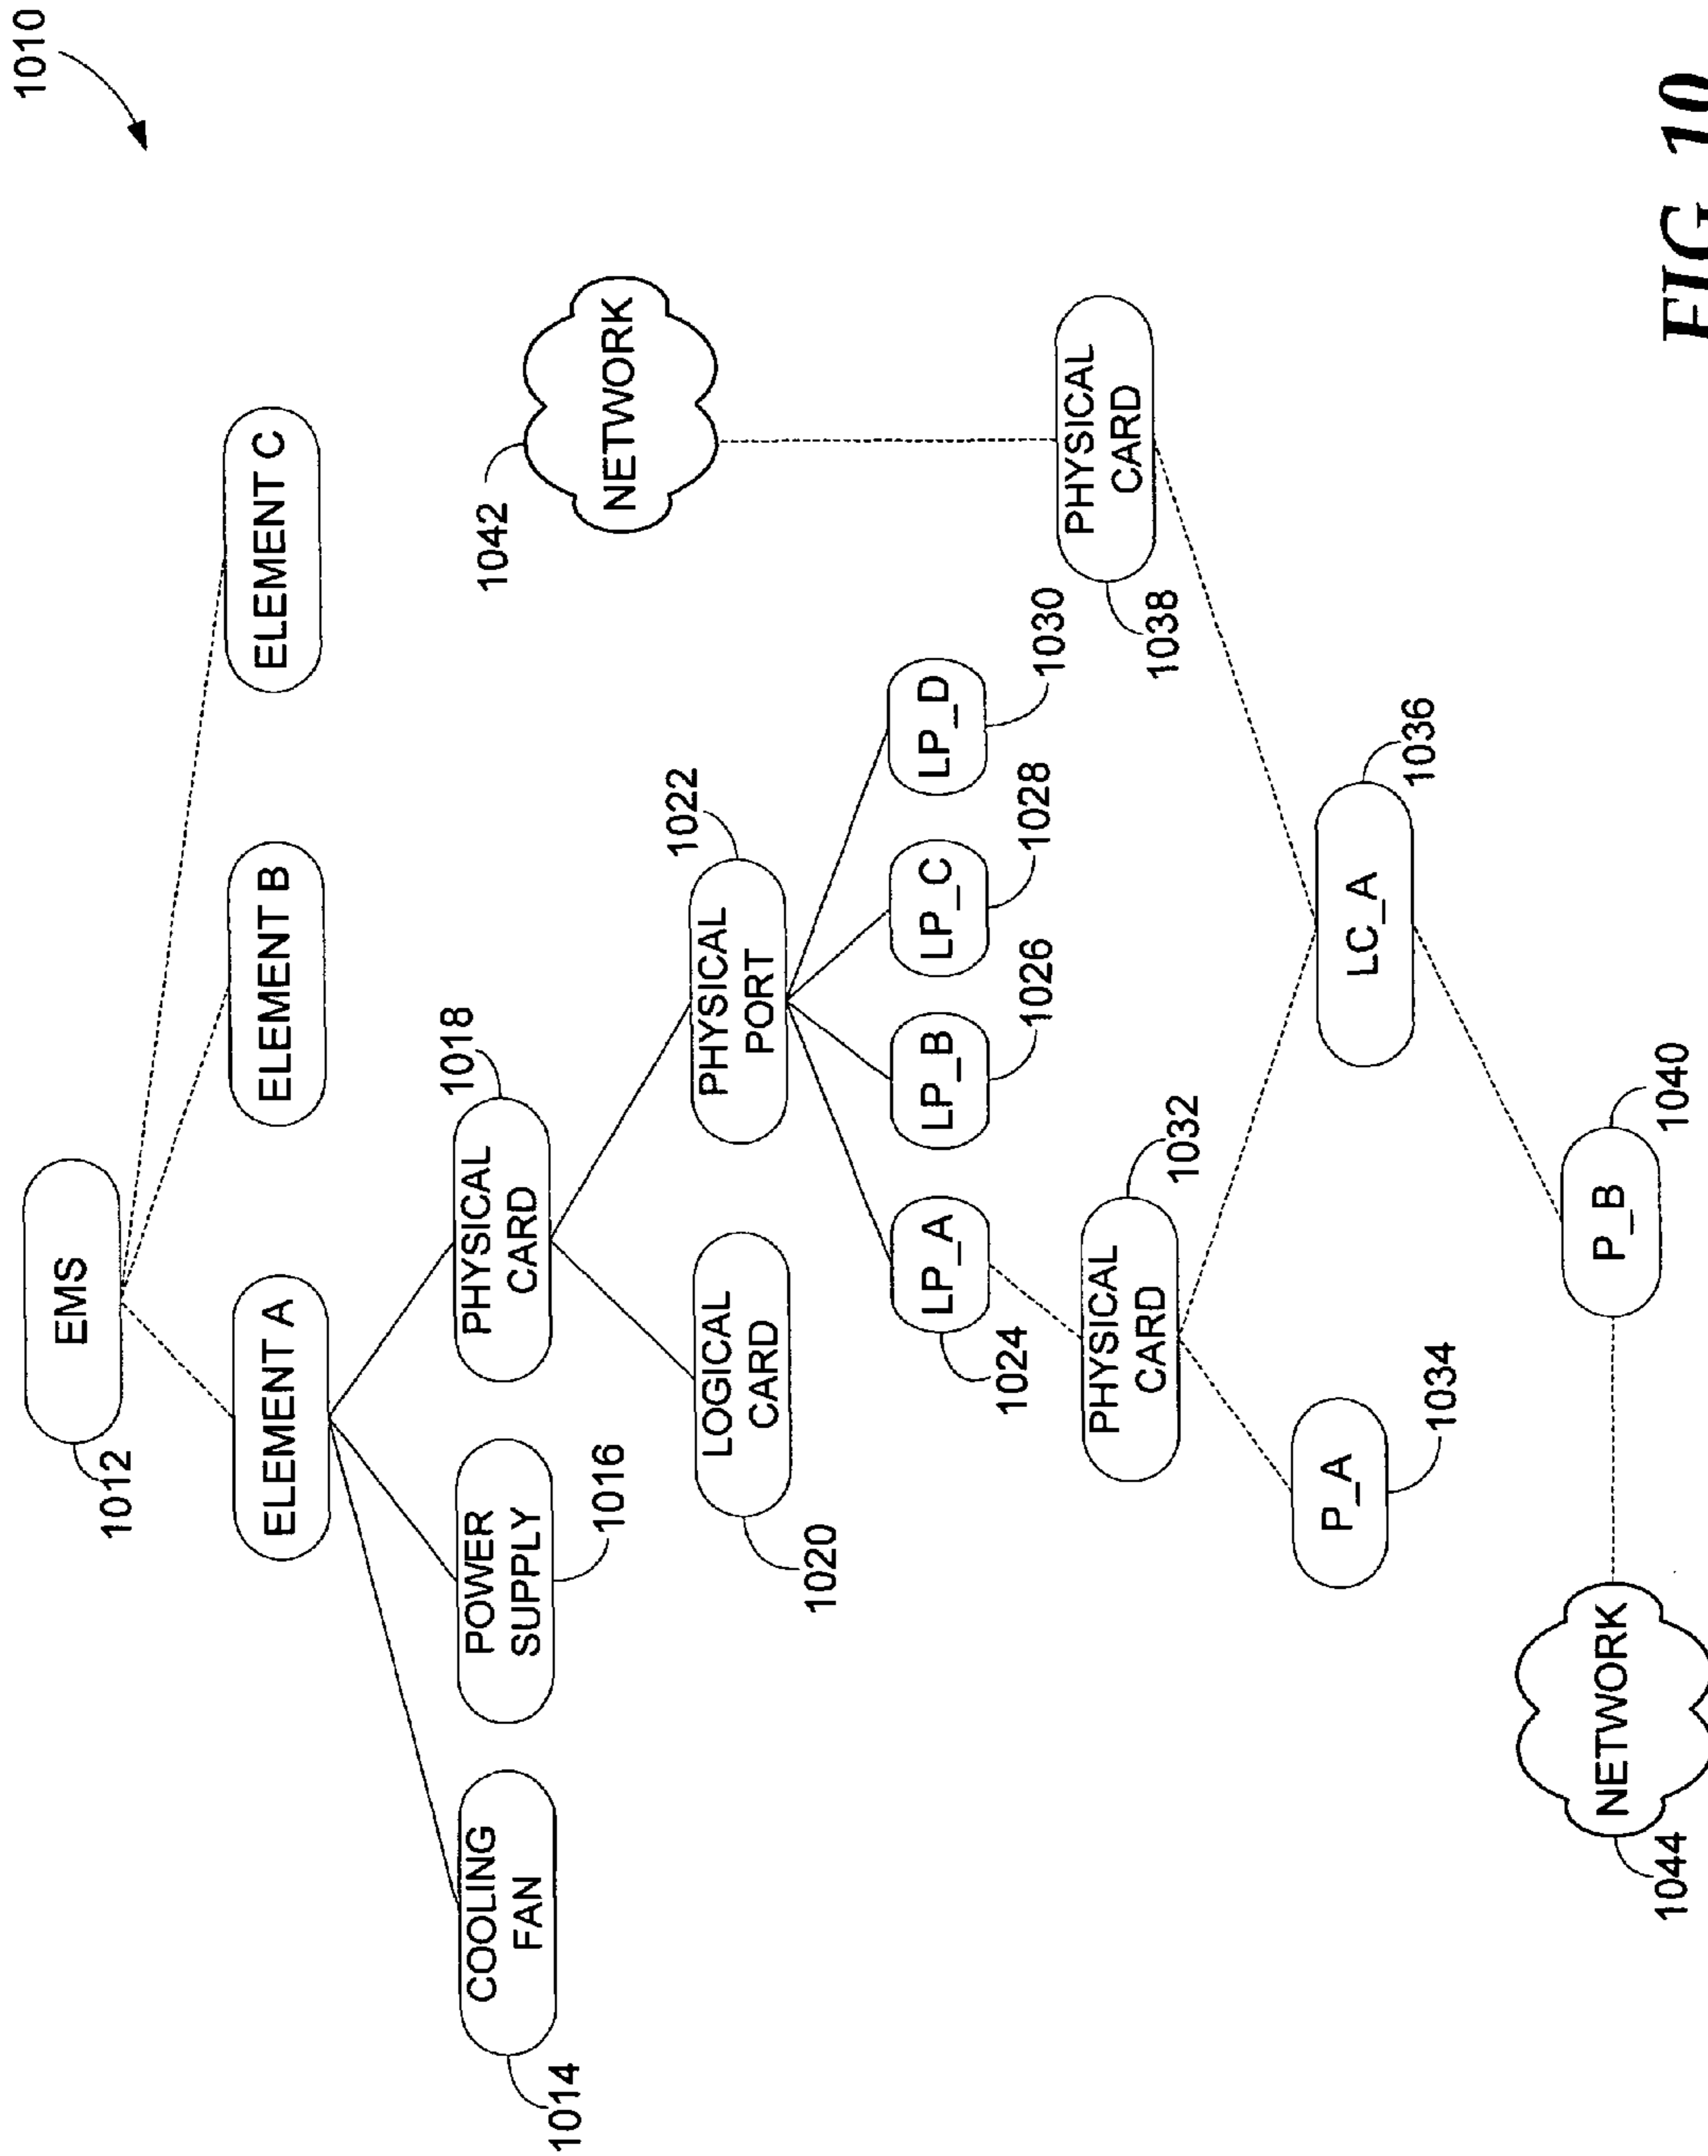 1010
EMS
1012
ELEMENT A
ELEMENT B
ELEMENT C
COOLING
FAN
1014
POWER
SUPPLY
1016
PHYSICAL
CARD
1018
NETWORK
1042
LOGICAL
CARD
1020
PHYSICAL
PORT
1022
LP_A
1024
LP_B
1026
LP_C
1028
LP_D
1030
PHYSICAL
CARD
1032
PHYSICAL
CARD
1038
P_A
1034
LC_A
1036
NETWORK
1044
P_B
1040
FIG. 10